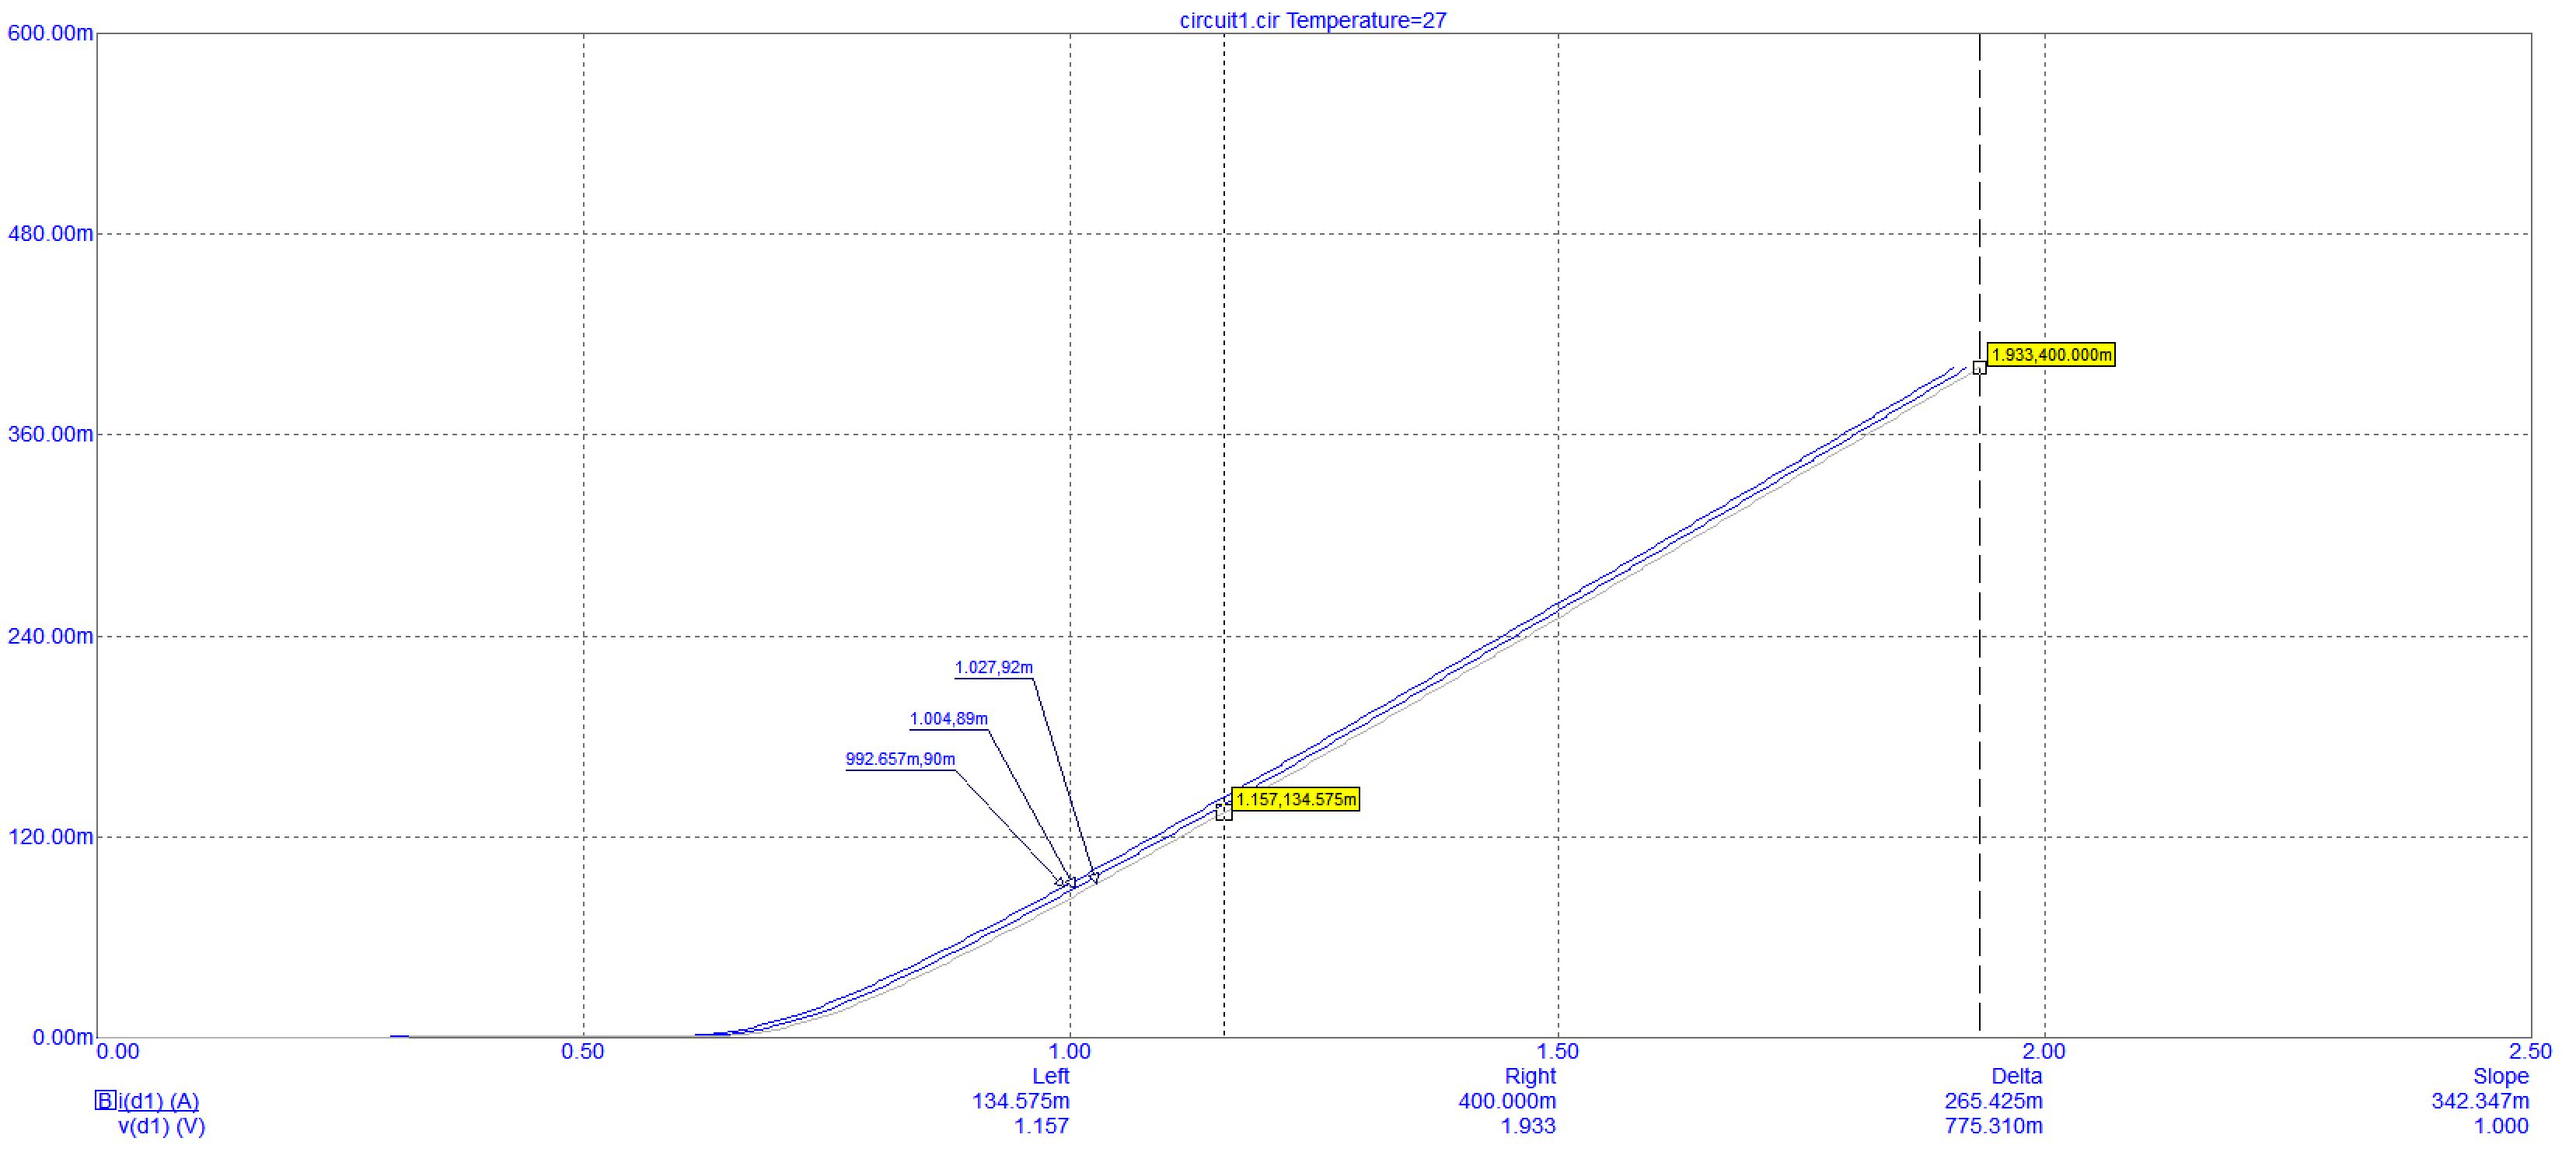 circuit1.cir Temperature=27
600.00m
480.00m
360.00m
240.00m
120.00m
0.00m
1.933,400.000m
1.027,92m
1.004,89m
992.657m,90m
1.157,134.575m
0.00 0.50 1.00 1.50 2.00 2.50
Left Right Delta Slope
B i(d1) (A) 134.575m 400.000m 265.425m 342.347m
v(d1) (V) 1.157 1.933 775.310m 1.000